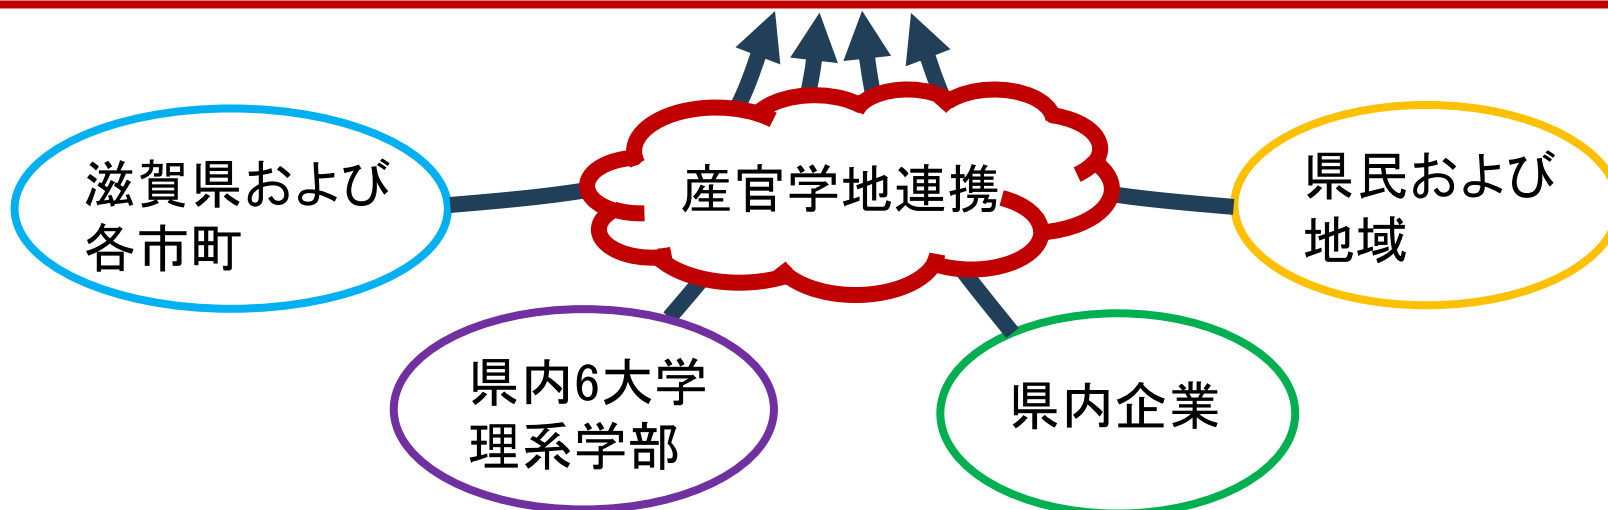 産官学地連携
滋賀県および
各市町
県民および
地域
県内6大学
理系学部
県内企業